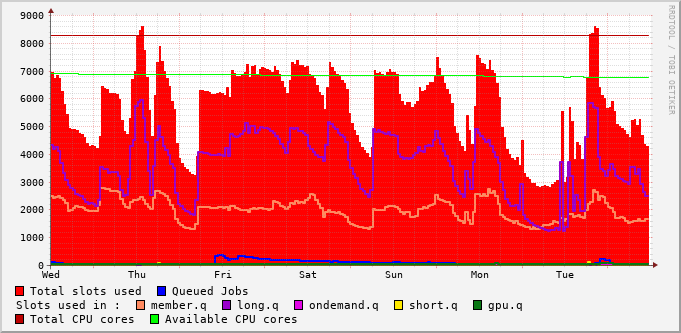 9000
8000
7000
6000
5000
4000
3000
2000
1000
0
Wed Thu Fri Sat Sun Mon Tue
Total slots used Queued Jobs
Slots used in : member.q long.q ondemand.q short.q gpu.q
Total CPU cores Available CPU cores
RRDTOOL / TOBI OETIKER